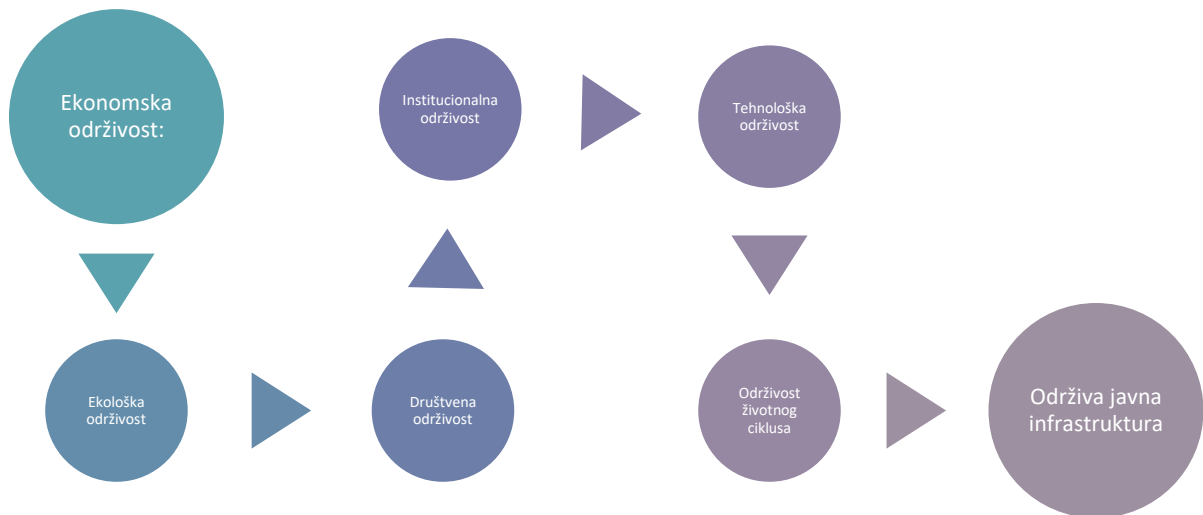 Ekonomska
održivost:
Ekološka
održivost
Društvena
održivost
Institucionalna
održivost
Tehnološka
održivost
Održivost
životnog
ciklusa
Održiva javna
infrastruktura